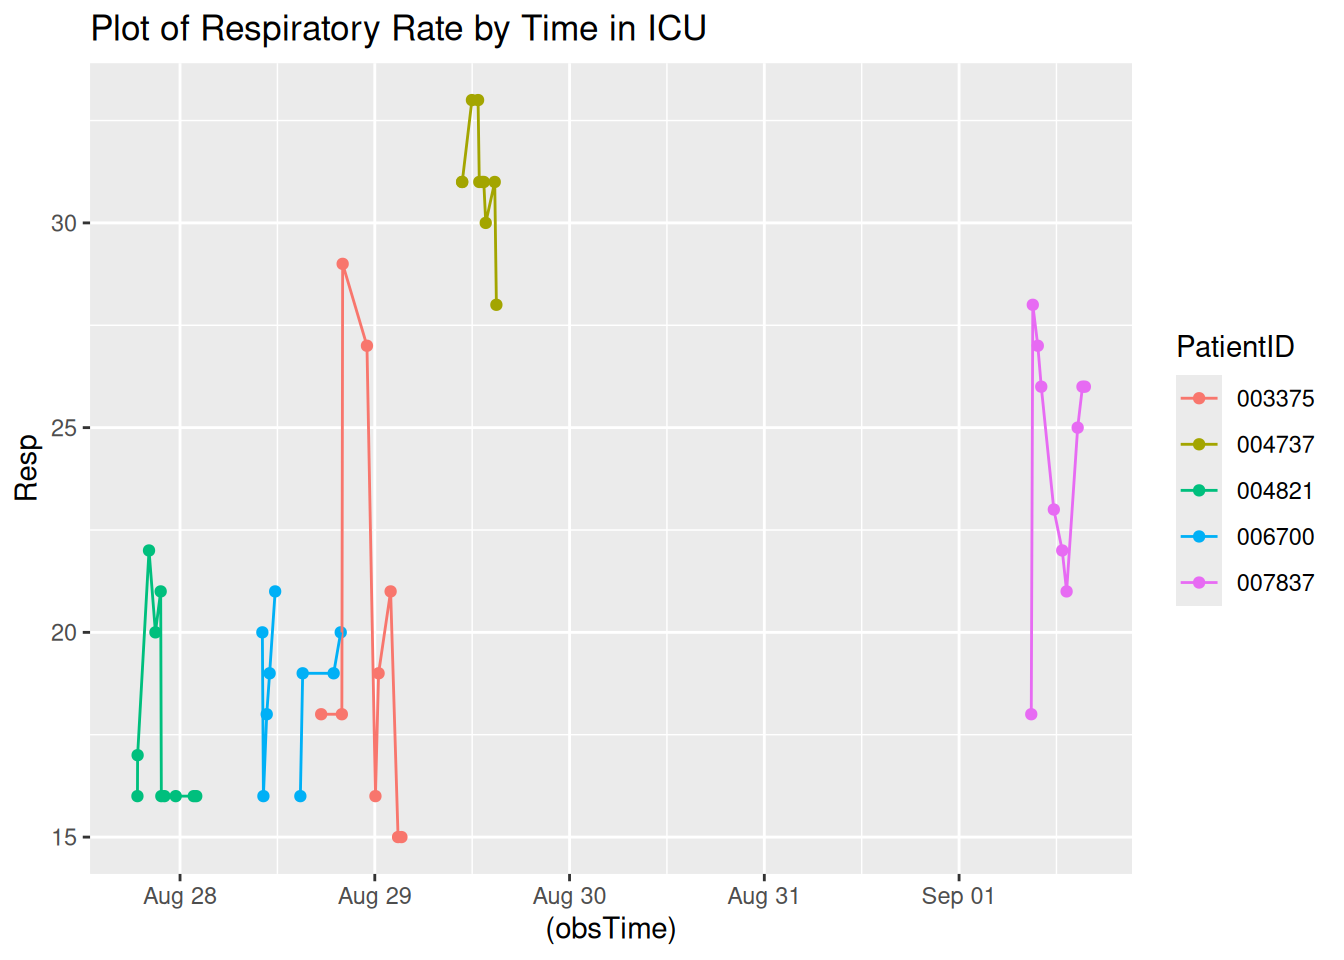 Plot of Respiratory Rate by Time in ICU
Resp
30
25
20
15
Aug 28 Aug 29 Aug 30 Aug 31 Sep 01
(obsTime)
PatientID
003375
004737
004821
006700
007837